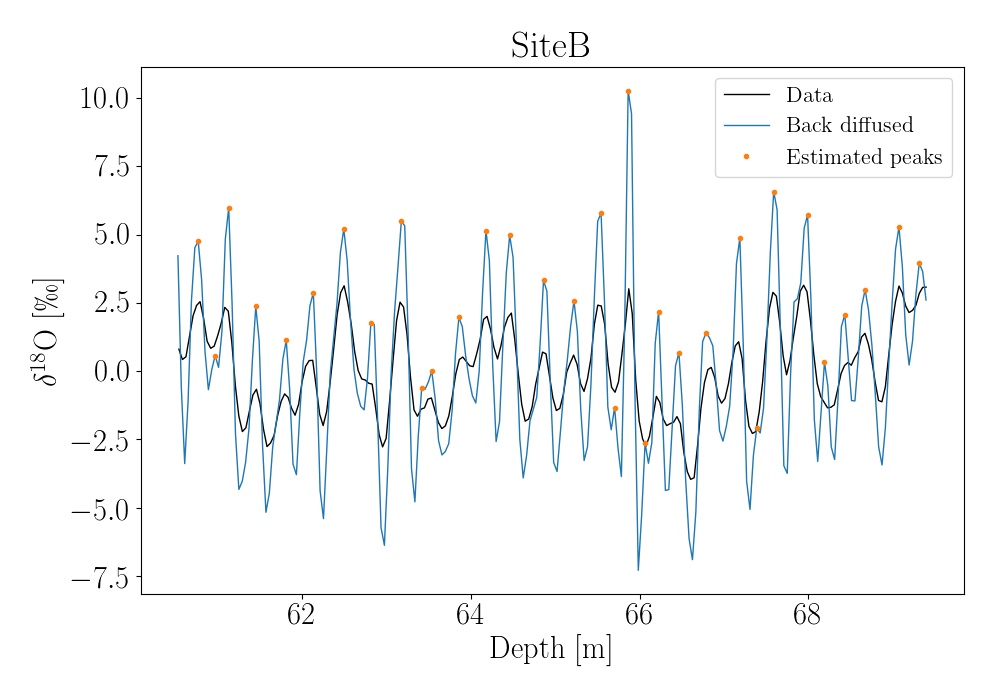 SiteB
Data
Back diffused
Estimated peaks
10.0
7.5
5.0
2.5
0.0
−2.5
−5.0
−7.5
δ¹⁸O [‰]
62 64 66 68
Depth [m]